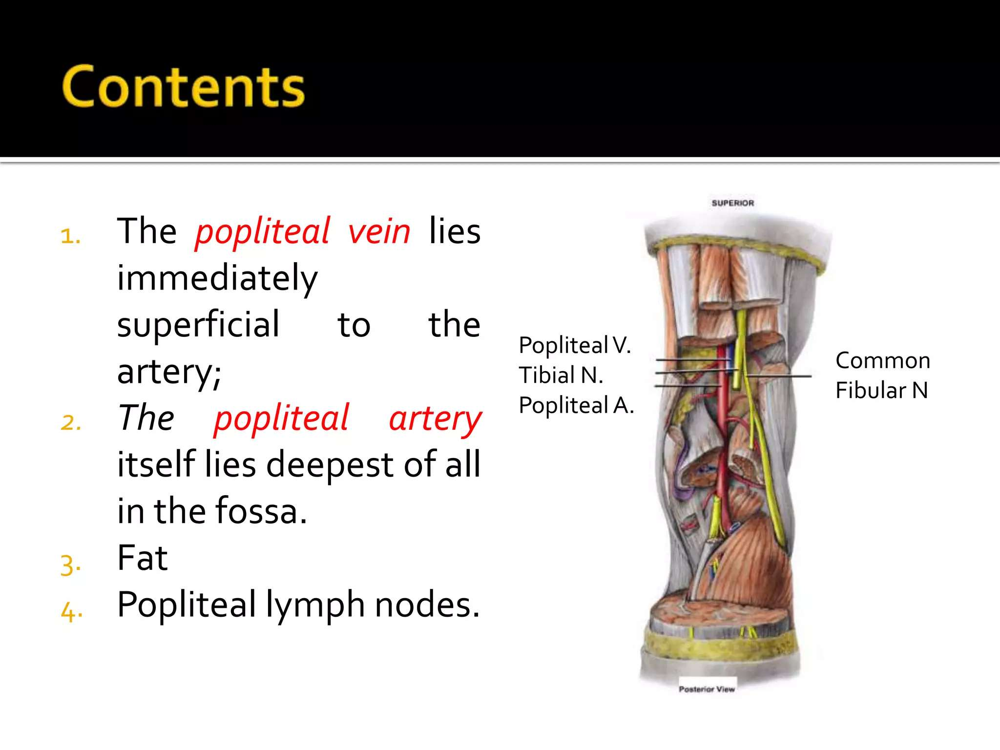 Contents
1. The popliteal vein lies
immediately
superficial to the
artery;
2. The popliteal artery
itself lies deepest of all
in the fossa.
3. Fat
4. Popliteal lymph nodes.
SUPERIOR
Popliteal V.
Tibial N.
Popliteal A.
Common
Fibular N
Posterior View